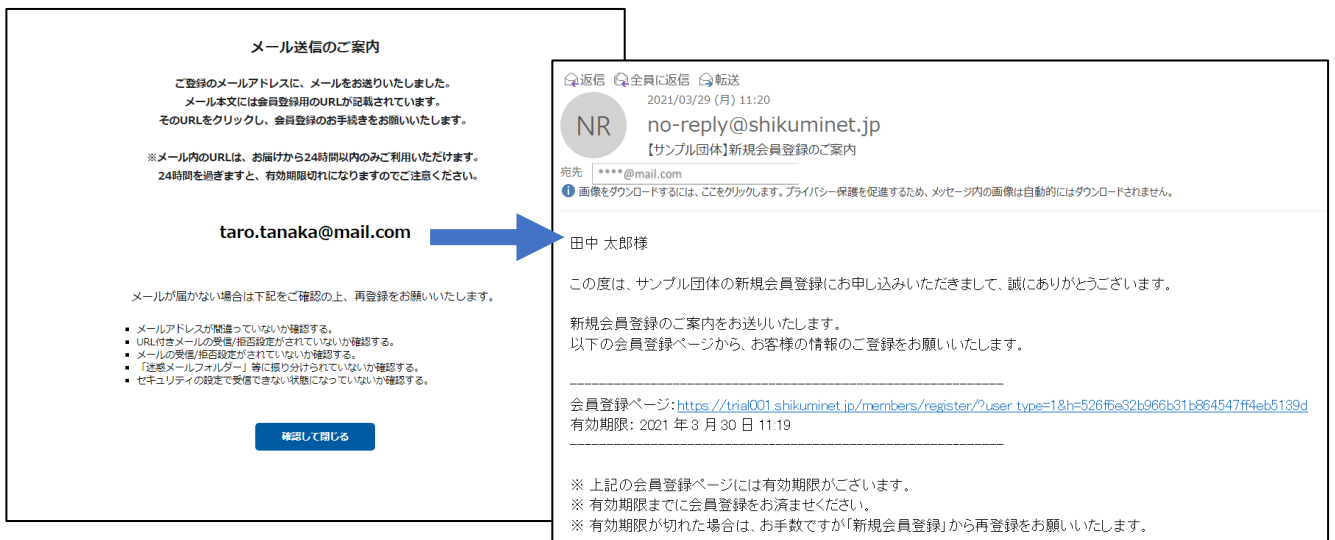 メール送信のご案内
ご登録のメールアドレスに、メールをお送りいたしました。
メール本文には会員登録用のURLが記載されています。
そのURLをクリックし、会員登録のお手続きをお願いいたします。
※メール内のURLは、お届けから24時間以内のみご利用いただけます。
24時間を過ぎますと、有効期限切れになりますのでご注意ください。
taro.tanaka@mail.com
メールが届かない場合は下記をご確認の上、再登録をお願いいたします。
▪ メールアドレスが間違っていないか確認する。
▪ URL付きメールの受信/拒否設定がされていないか確認する。
▪ メールの受信/拒否設定がされていないか確認する。
▪ 「迷惑メールフォルダー」等に振り分けられていないか確認する。
▪ セキュリティの設定で受信できない状態になっていないか確認する。
確認して閉じる
返信 全員に返信 転送
2021/03/29 (月) 11:20
NR no-reply@shikuminet.jp
【サンプル団体】新規会員登録のご案内
宛先 ****@mail.com
画像をダウンロードするには、ここをクリックします。プライバシー保護を促進するため、メッセージ内の画像は自動的にはダウンロードされません。
田中 太郎様
この度は、サンプル団体の新規会員登録にお申し込みいただきまして、誠にありがとうございます。
新規会員登録のご案内をお送りいたします。
以下の会員登録ページから、お客様の情報のご登録をお願いいたします。
------------------------------------------------------------
会員登録ページ:https://trial001.shikuminet.jp/members/register/?user_type=1&h=526f6e32b966b31b864547ff4eb5139d
有効期限: 2021 年 3 月 30 日 11:19
------------------------------------------------------------
※ 上記の会員登録ページには有効期限がございます。
※ 有効期限までに会員登録をお済ませください。
※ 有効期限が切れた場合は、お手数ですが「新規会員登録」から再登録をお願いいたします。